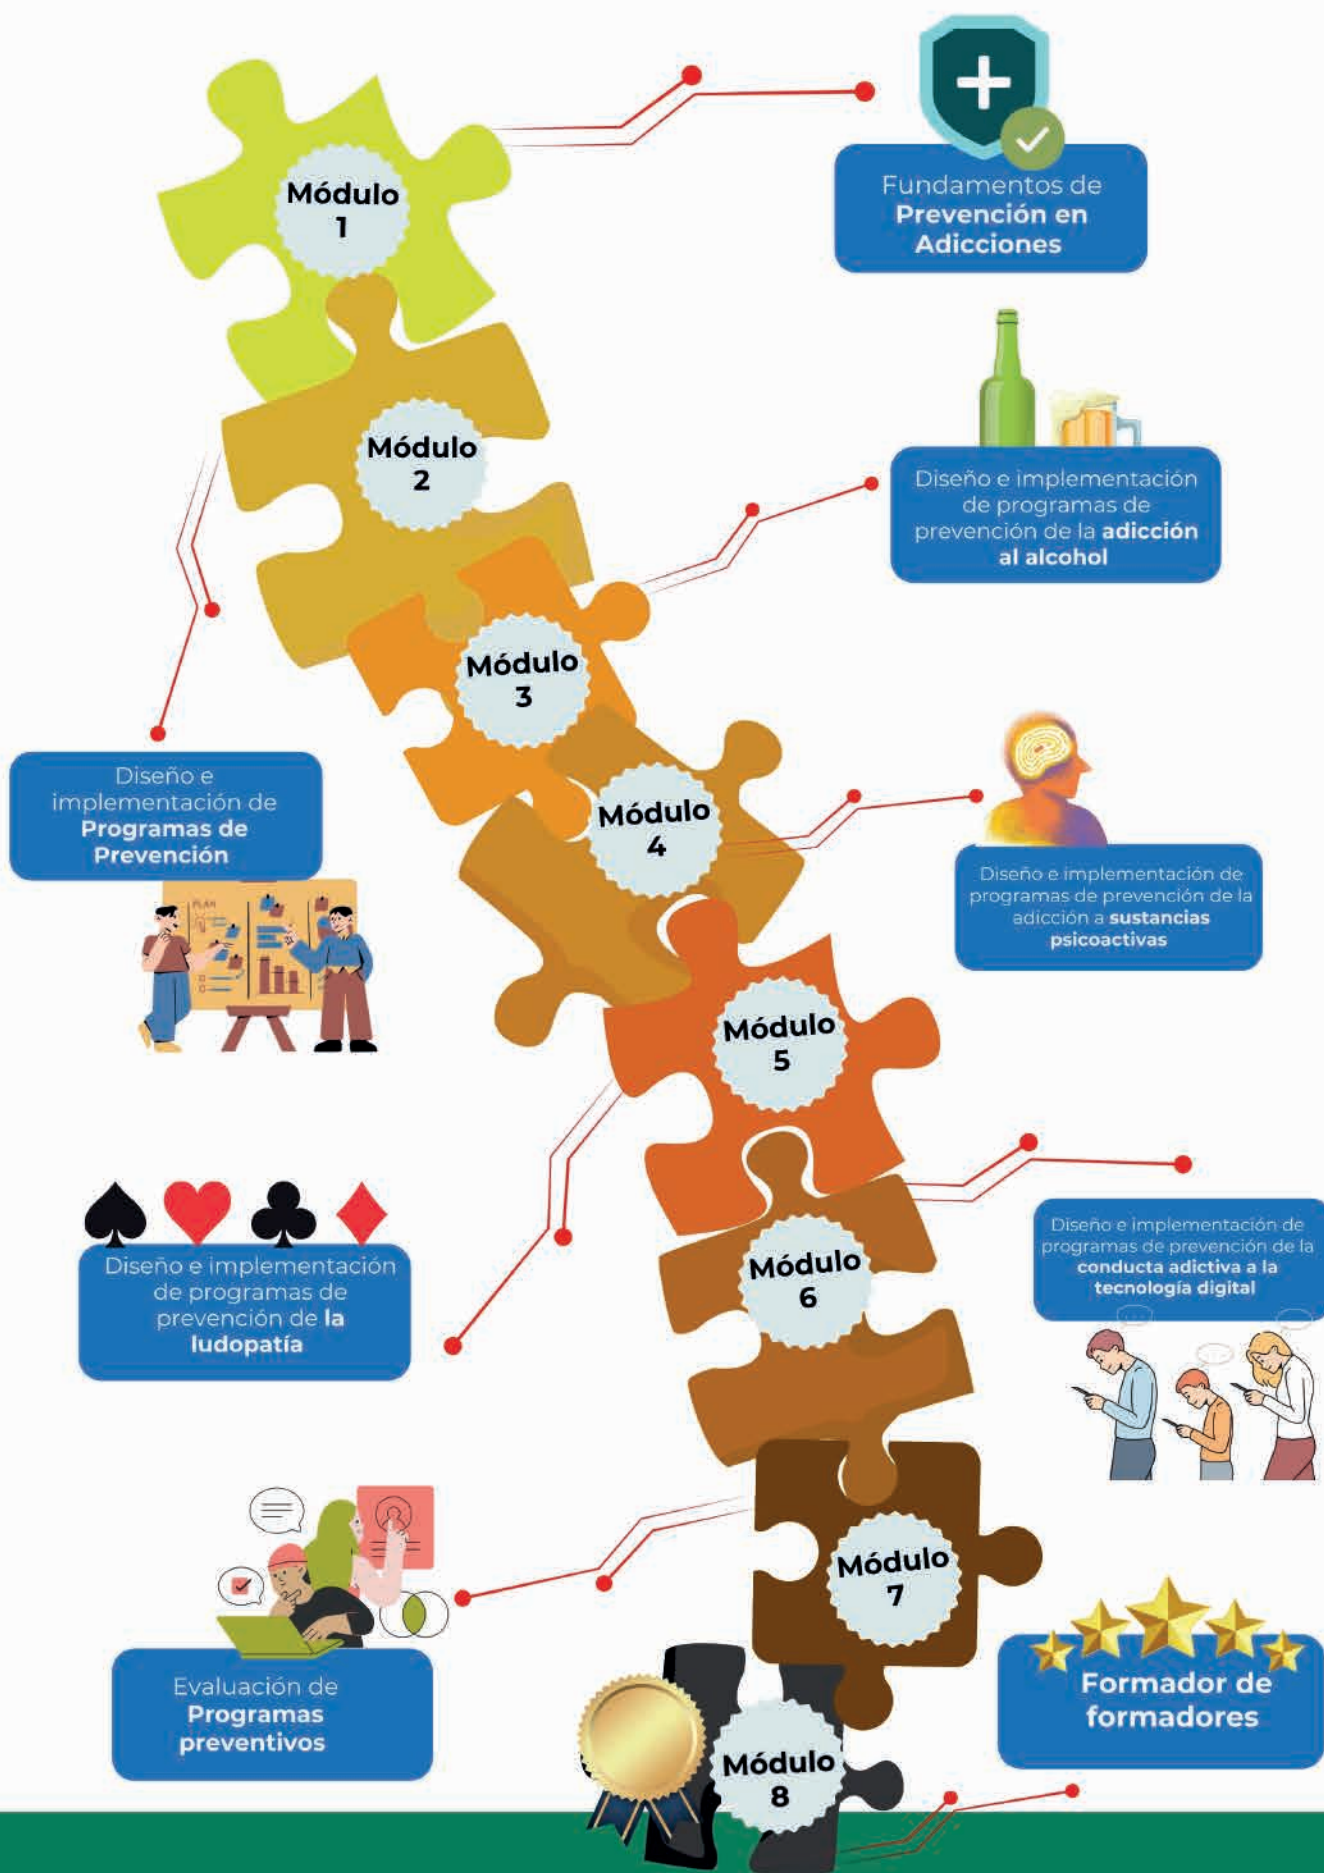 Módulo
1
Fundamentos de
Prevención en
Adicciones
Módulo
2
Diseño e
implementación de
Programas de
Prevención
PLAN
Módulo
3
Diseño e implementación
de programas de
prevención de la adicción
al alcohol
Módulo
4
Diseño e implementación de
programas de prevención de la
adicción a sustancias
psicoactivas
Módulo
5
Diseño e implementación
de programas de
prevención de la
ludopatía
Módulo
6
Diseño e implementación de
programas de prevención de la
conducta adictiva a la
tecnología digital
Módulo
7
Evaluación de
Programas
preventivos
Módulo
8
Formador de
formadores